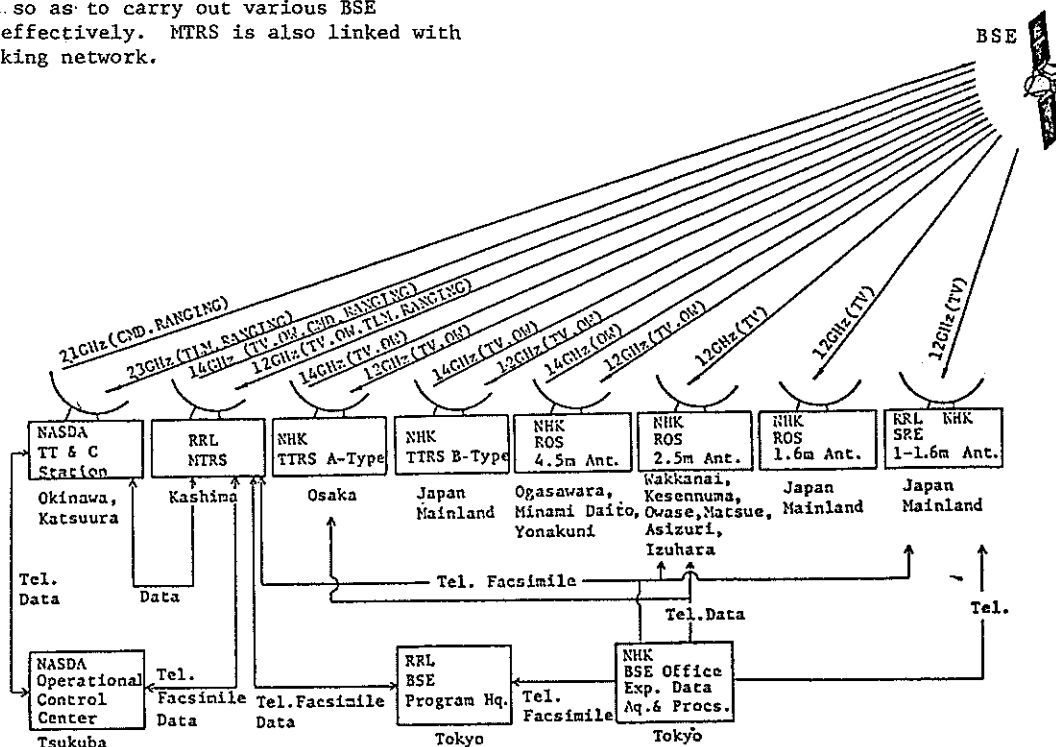 so as to carry out various BSE
effectively. MTRS is also linked with
king network.
BSE
21GHz(CMD.RANGING)
23GHz(TLM.RANGING)
14GHz (TV.OW.CMD.RANGING)
12GHz(TV.OW.TLM.RANGING)
14GHz(TV.OW)
12GHz(TV.OW)
14GHz(TV.OW)
12GHz(TV.OW)
14GHz(OW)
12GHz(TV.OW)
12GHz(TV)
12GHz(TV)
12GHz(TV)
NASDA
TT & C
Station
RRL
MTRS
NHK
TTRS A-Type
NHK
TTRS B-Type
NHK
ROS
4.5m Ant.
NHK
ROS
2.5m Ant.
NHK
ROS
1.6m Ant.
RRL NHK
SRE
1-1.6m Ant.
Okinawa,
Katsuura
Kashima
Osaka
Japan
Mainland
Ogasawara,
Minami Daito,
Yonakuni
Wakkanai,
Kesennuma,
Owase,Matsue,
Asizuri,
Izuhara
Japan
Mainland
Japan
Mainland
Tel.
Data
Data
Tel. Facsimile
Tel.Data
Tel.
NASDA
Operational
Control
Center
Tsukuba
Tel.
Facsimile
Data
Tel.Facsimile
Data
RRL
BSE
Program Hq.
Tokyo
Tel.
Facsimile
NHK
BSE Office
Exp. Data
Aq.& Procs.
Tokyo